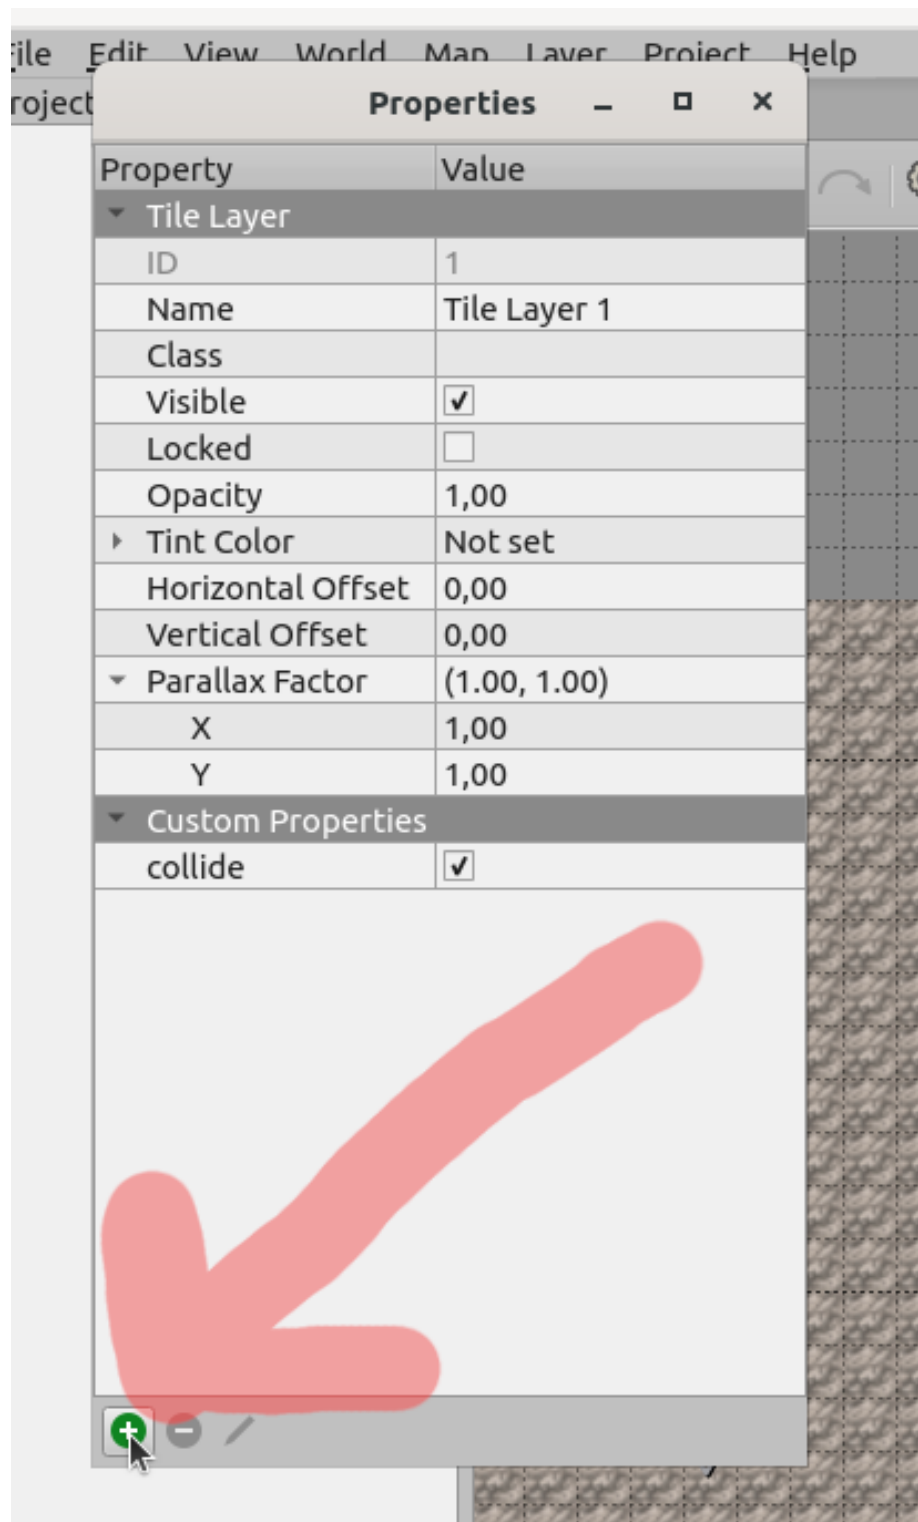 File Edit View World Map Layer Project Help
roject
Properties
Property Value
Tile Layer
ID 1
Name Tile Layer 1
Class
Visible
Locked
Opacity 1,00
Tint Color Not set
Horizontal Offset 0,00
Vertical Offset 0,00
Parallax Factor (1.00, 1.00)
X 1,00
Y 1,00
Custom Properties
collide